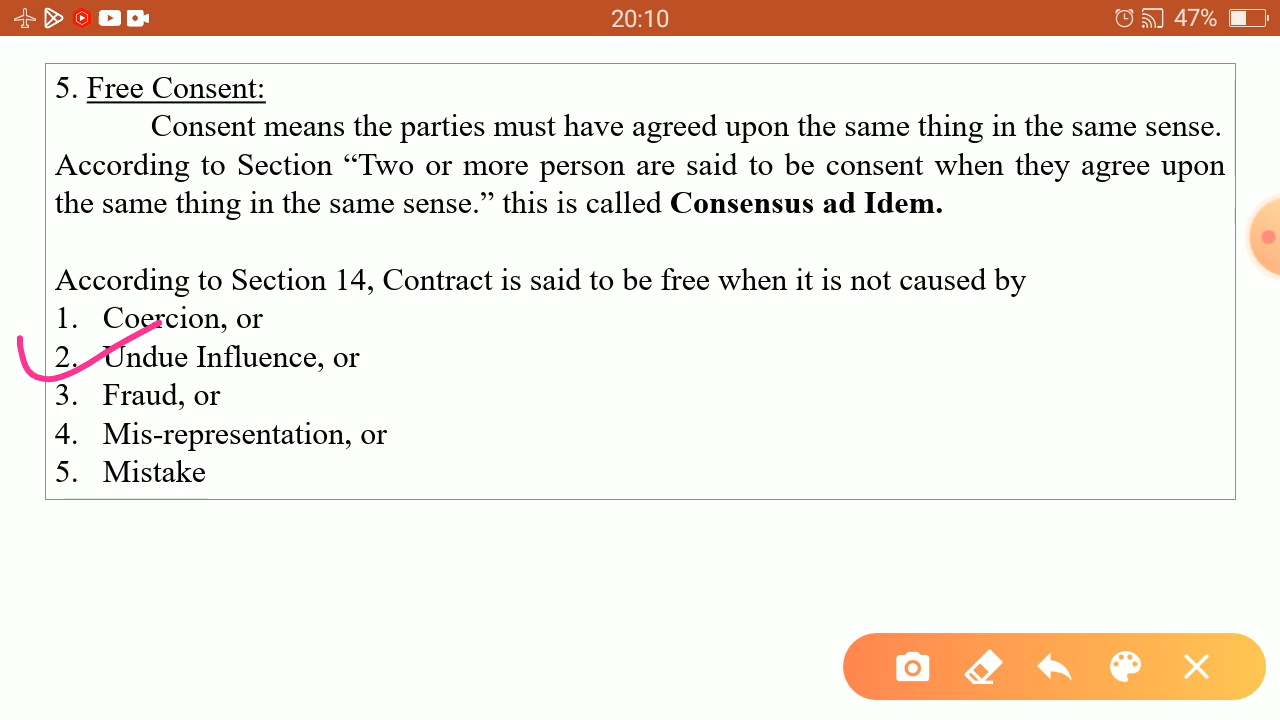 20:10
47%
5. Free Consent:
Consent means the parties must have agreed upon the same thing in the same sense.
According to Section “Two or more person are said to be consent when they agree upon
the same thing in the same sense.” this is called Consensus ad Idem.
According to Section 14, Contract is said to be free when it is not caused by
1. Coercion, or
2. Undue Influence, or
3. Fraud, or
4. Mis-representation, or
5. Mistake